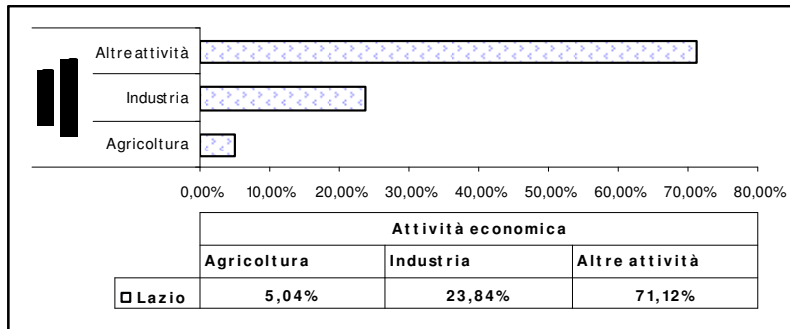 Altre attività
Industria
Agricoltura
0,00% 10,00% 20,00% 30,00% 40,00% 50,00% 60,00% 70,00% 80,00%
Attività economica
Agricoltura Industria Altre attività
Lazio 5,04% 23,84% 71,12%